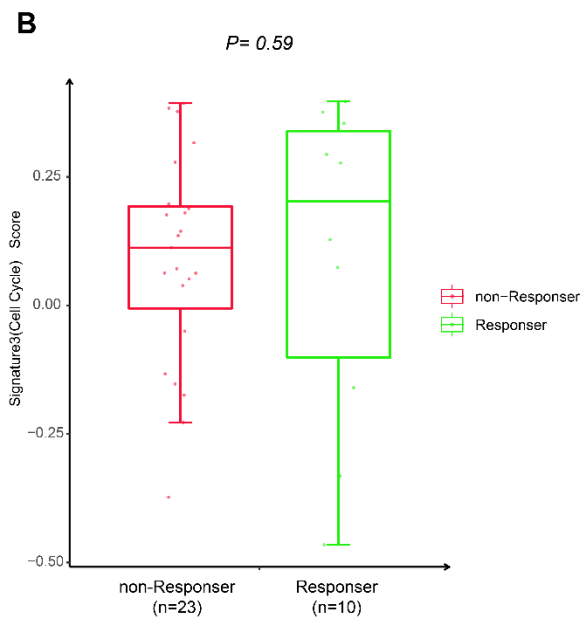 B
P= 0.59
Signature3(Cell Cycle) Score
0.25
0.00
−0.25
−0.50
non-Responser
(n=23)
Responser
(n=10)
non−Responser
Responser